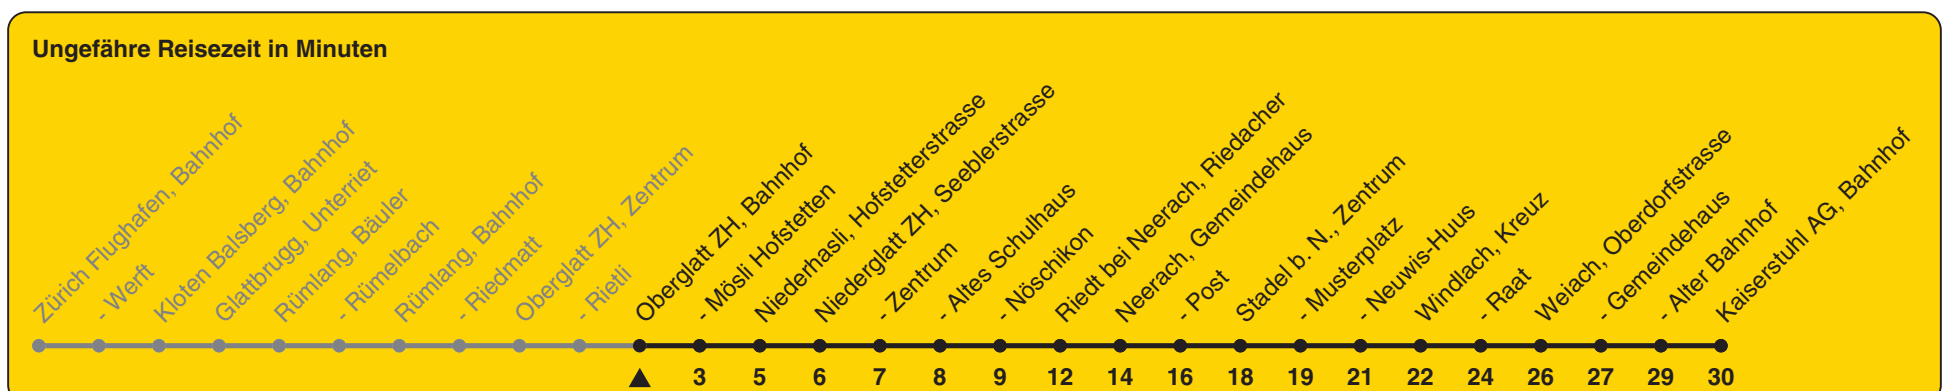 Ungefähre Reisezeit in Minuten
Zürich Flughafen, Bahnhof
- Werft
Kloten Balsberg, Bahnhof
Glattbrugg, Unterriet
Rümlang, Bäuler
- Rümelbach
Rümlang, Bahnhof
- Riedmatt
Oberglatt ZH, Zentrum
- Rietli
Oberglatt ZH, Bahnhof
- Mösli Hofstetten
Niederhasli, Hofstetterstrasse
Niederglatt ZH, Seeblerstrasse
- Zentrum
- Altes Schulhaus
- Nöschikon
Riedt bei Neerach, Riedacher
Neerach, Gemeindehaus
- Post
Stadel b. N., Zentrum
- Musterplatz
- Neuwis-Huus
Windlach, Kreuz
- Raat
Weiach, Oberdorfstrasse
- Gemeindehaus
- Alter Bahnhof
Kaiserstuhl AG, Bahnhof
3 5 6 7 8 9 12 14 16 18 19 21 22 24 26 27 29 30